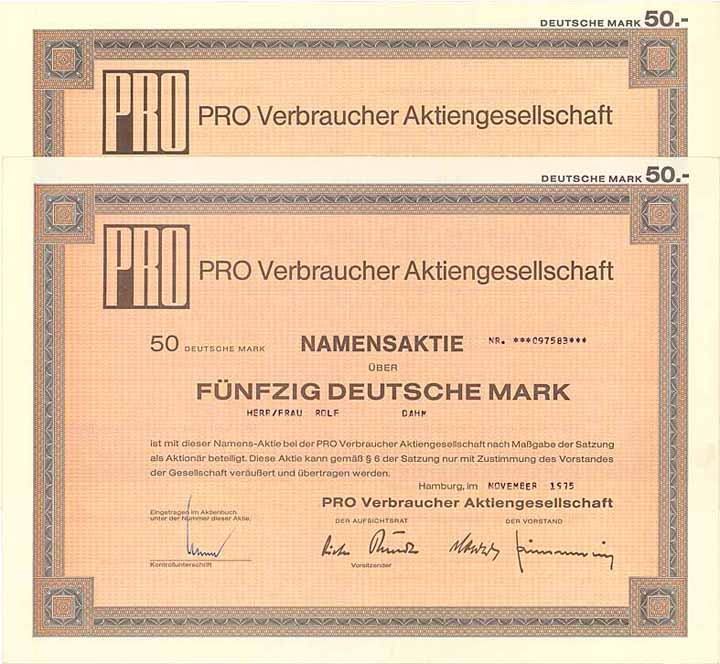 DEUTSCHE MARK 50.-
PRO PRO Verbraucher Aktiengesellschaft
DEUTSCHE MARK 50.-
PRO PRO Verbraucher Aktiengesellschaft
50 DEUTSCHE MARK NAMENSAKTIE NR. ***097583***
ÜBER
FÜNFZIG DEUTSCHE MARK
HERR/FRAU ROLF DAHM
ist mit dieser Namens-Aktie bei der PRO Verbraucher Aktiengesellschaft nach Maßgabe der Satzung
als Aktionär beteiligt. Diese Aktie kann gemäß § 6 der Satzung nur mit Zustimmung des Vorstandes
der Gesellschaft veräußert und übertragen werden.
Hamburg, im NOVEMBER 1975
PRO Verbraucher Aktiengesellschaft
Eingetragen im Aktienbuch
unter der Nummer dieser Aktie.
DER AUFSICHTSRAT DER VORSTAND
Kontrollunterschrift
Vorsitzender